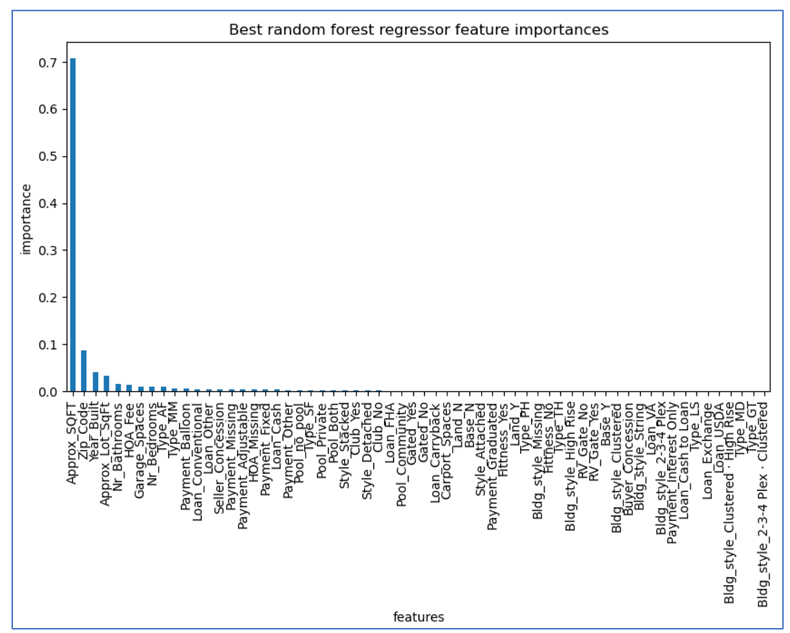 Best random forest regressor feature importances
importance
0.7
0.6
0.5
0.4
0.3
0.2
0.1
0.0
Approx_SQFT
Zip_Code
Year_Built
Approx_Lot_SqFt
Nr_Bathrooms
HOA_Fee
Garage_Spaces
Nr_Bedrooms
Type_AF
Type_MM
Payment_Balloon
Loan_Conventional
Loan_Other
Seller_Concession
Payment_Missing
Payment_Adjustable
HOA_Missing
Payment_Fixed
Loan_Cash
Payment_Other
Pool_no_pool
Type_SF
Pool_Private
Pool_Both
Style_Stacked
Club_Yes
Style_Detached
Club_No
Loan_FHA
Pool_Community
Gated_Yes
Gated_No
Loan_Carryback
Carport_Spaces
Land_N
Base_N
Style_Attached
Payment_Graduated
Fittness_Yes
Land_Y
Type_PH
Bldg_style_Missing
Fittness_No
Type_TH
Bldg_style_High Rise
RV_Gate_No
RV_Gate_Yes
Base_Y
Bldg_style_Clustered
Buyer_Concession
Bldg_Style_String
Loan_VA
Bldg_style_2-3-4 Plex
Payment_Interest Only
Loan_Cash to Loan
Type_LS
Loan_Exchange
Loan_USDA
Bldg_style_Clustered · High Rise
Type_MD
Type_GT
Bldg_style_2-3-4 Plex · Clustered
features